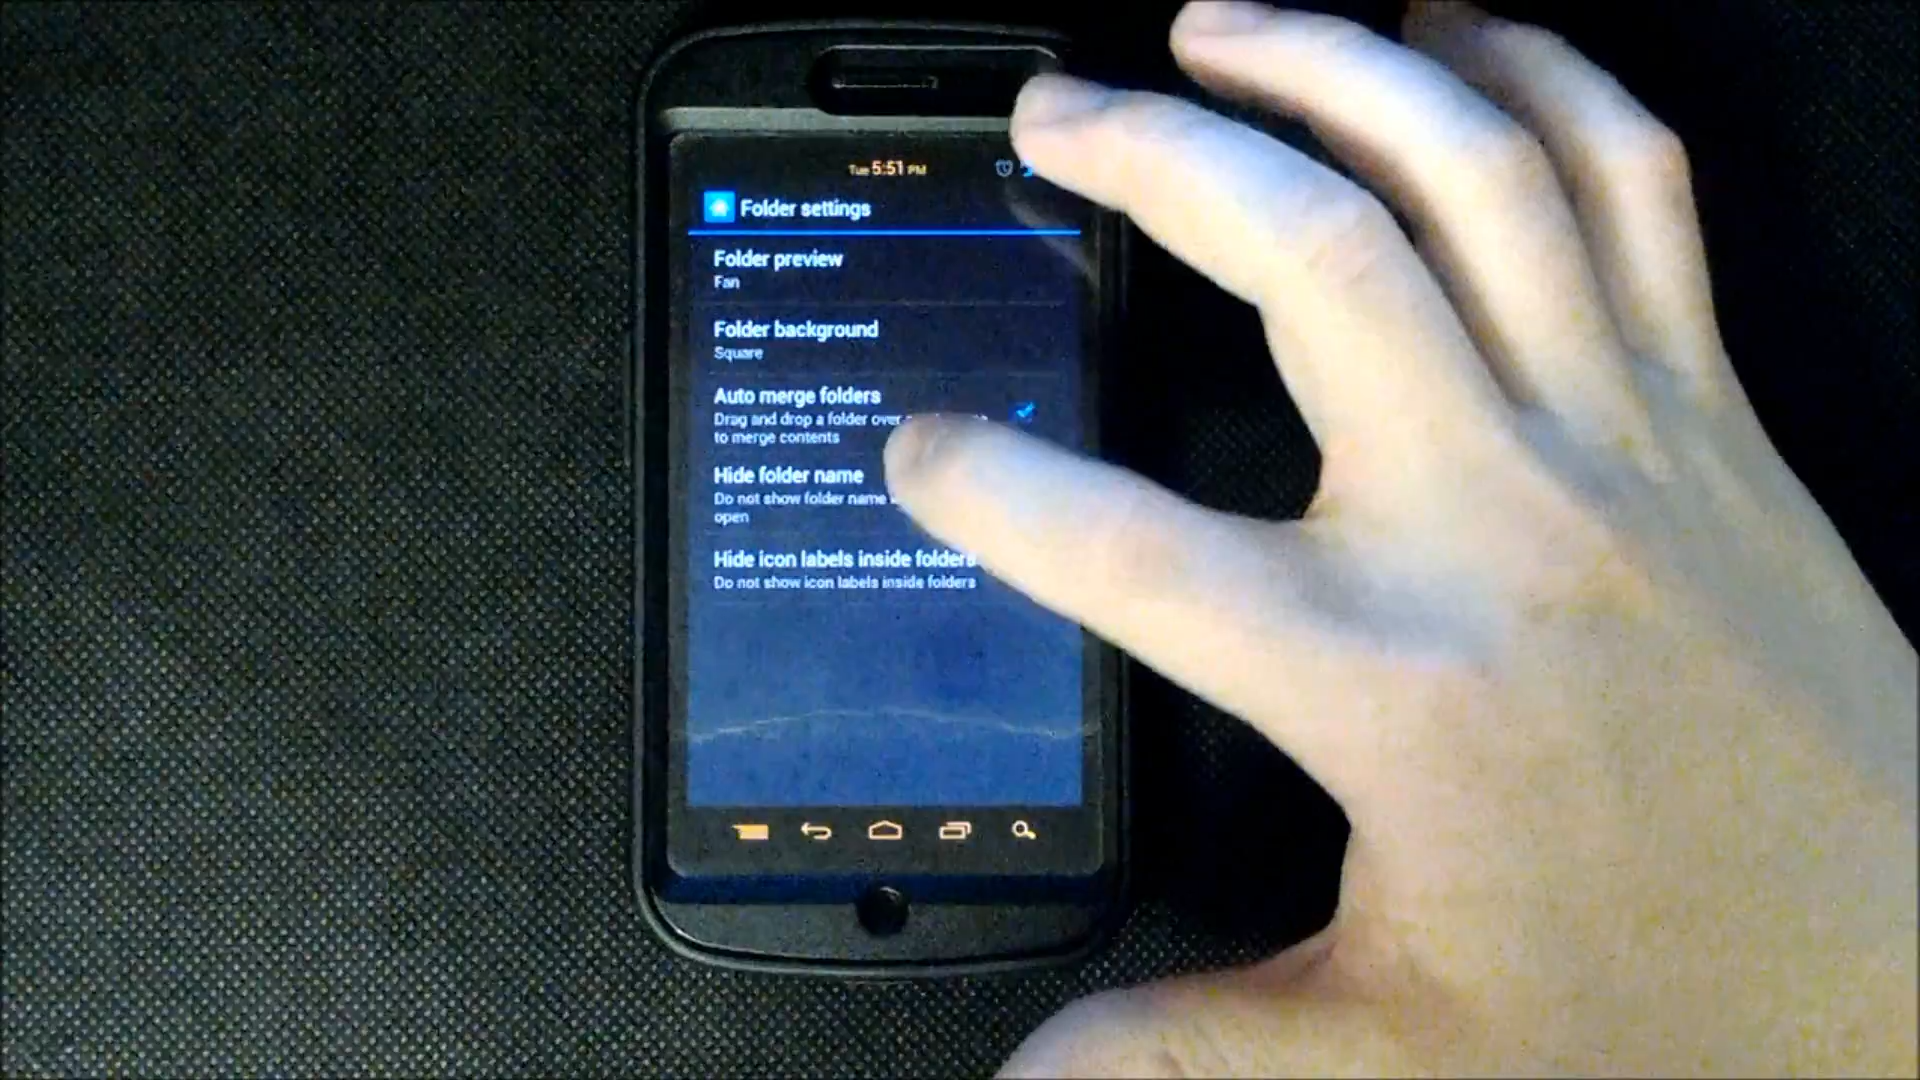 Tue 5:51 PM
Folder settings
Folder preview
Fan
Folder background
Square
Auto merge folders
Drag and drop a folder over
to merge contents
Hide folder name
Do not show folder name
open
Hide icon labels inside folders
Do not show icon labels inside folders